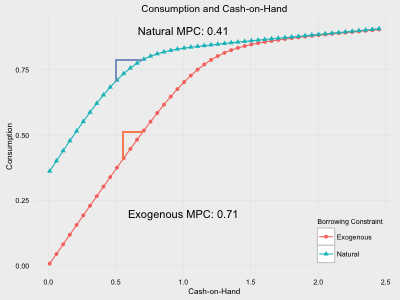 Consumption and Cash-on-Hand
Natural MPC: 0.41
0.75
0.50
0.25
0.00
Consumption
Exogenous MPC: 0.71
Borrowing Constraint
Exogenous
Natural
0.0 0.5 1.0 1.5 2.0 2.5
Cash-on-Hand